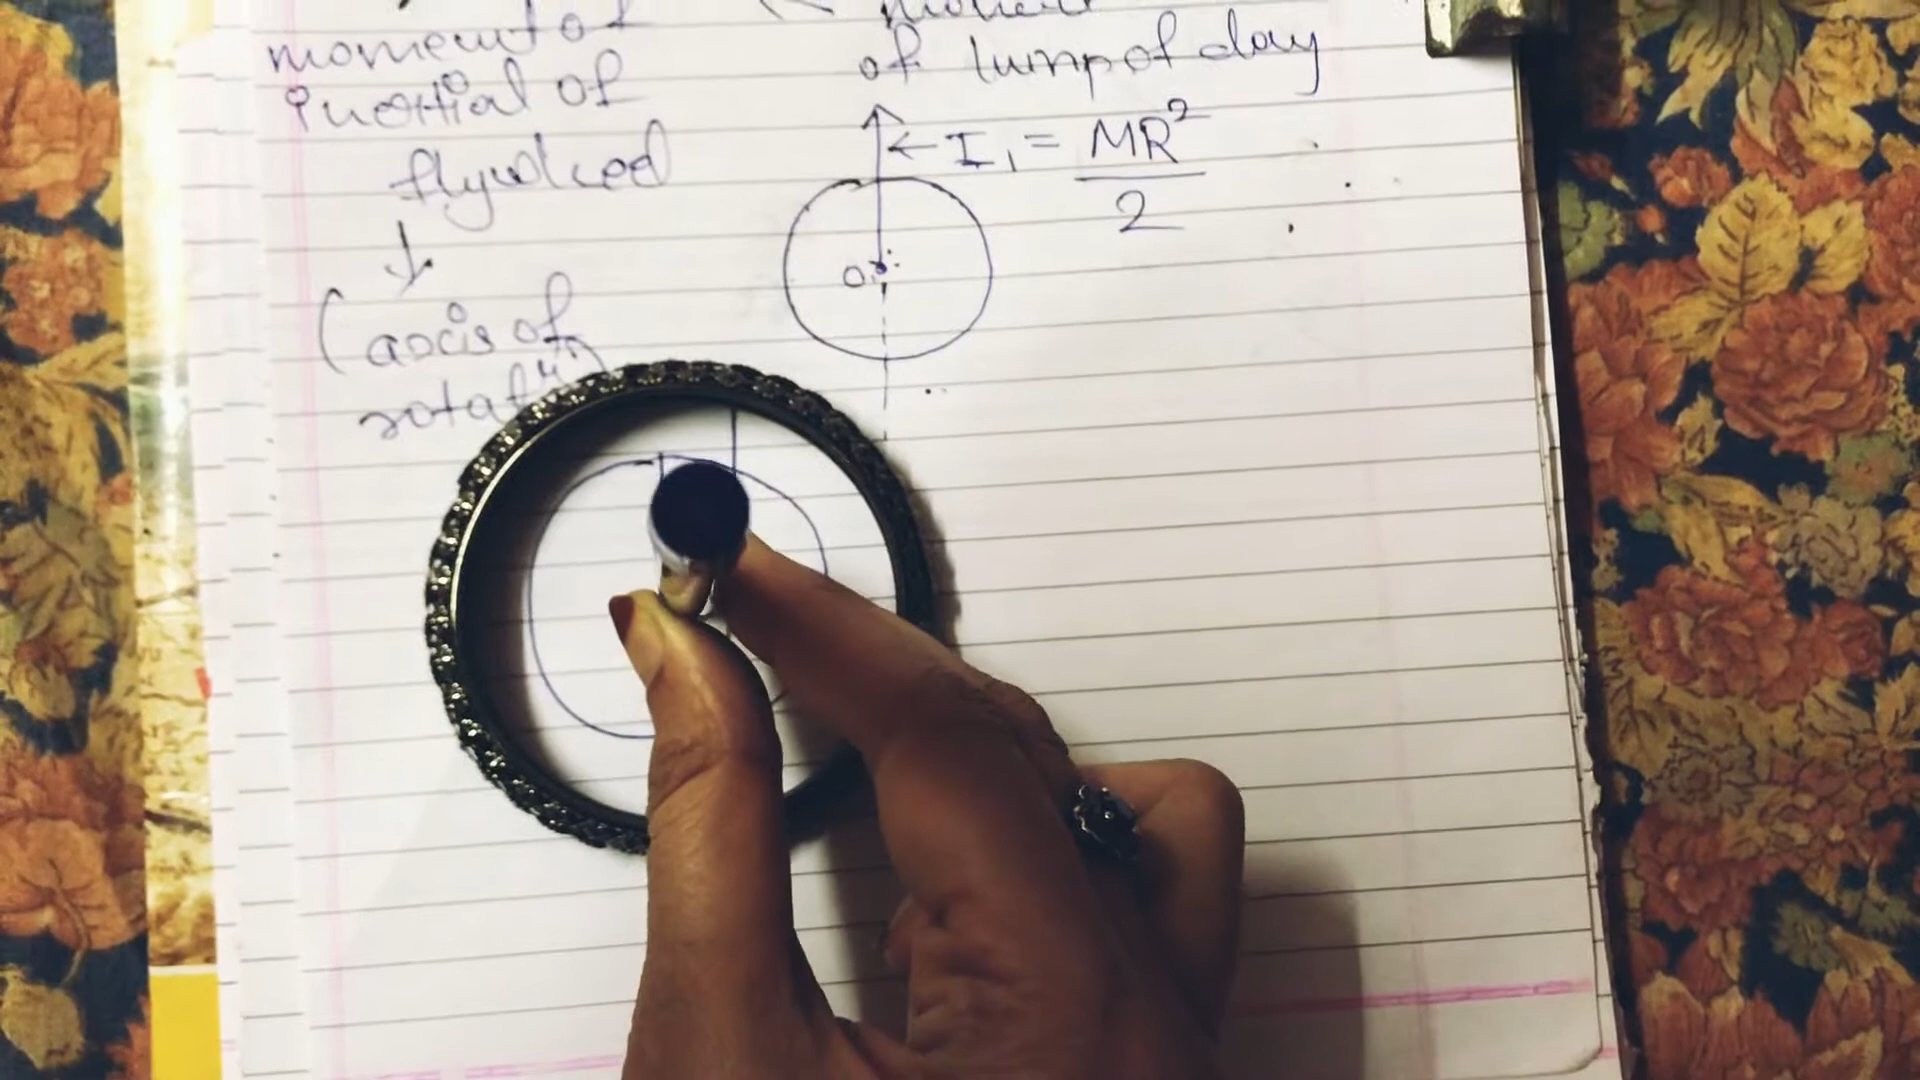 moment of
inertial of
flywheel
(axis of
rotatⁿ)
of lump of clay
← I₁ = MR²
2
O